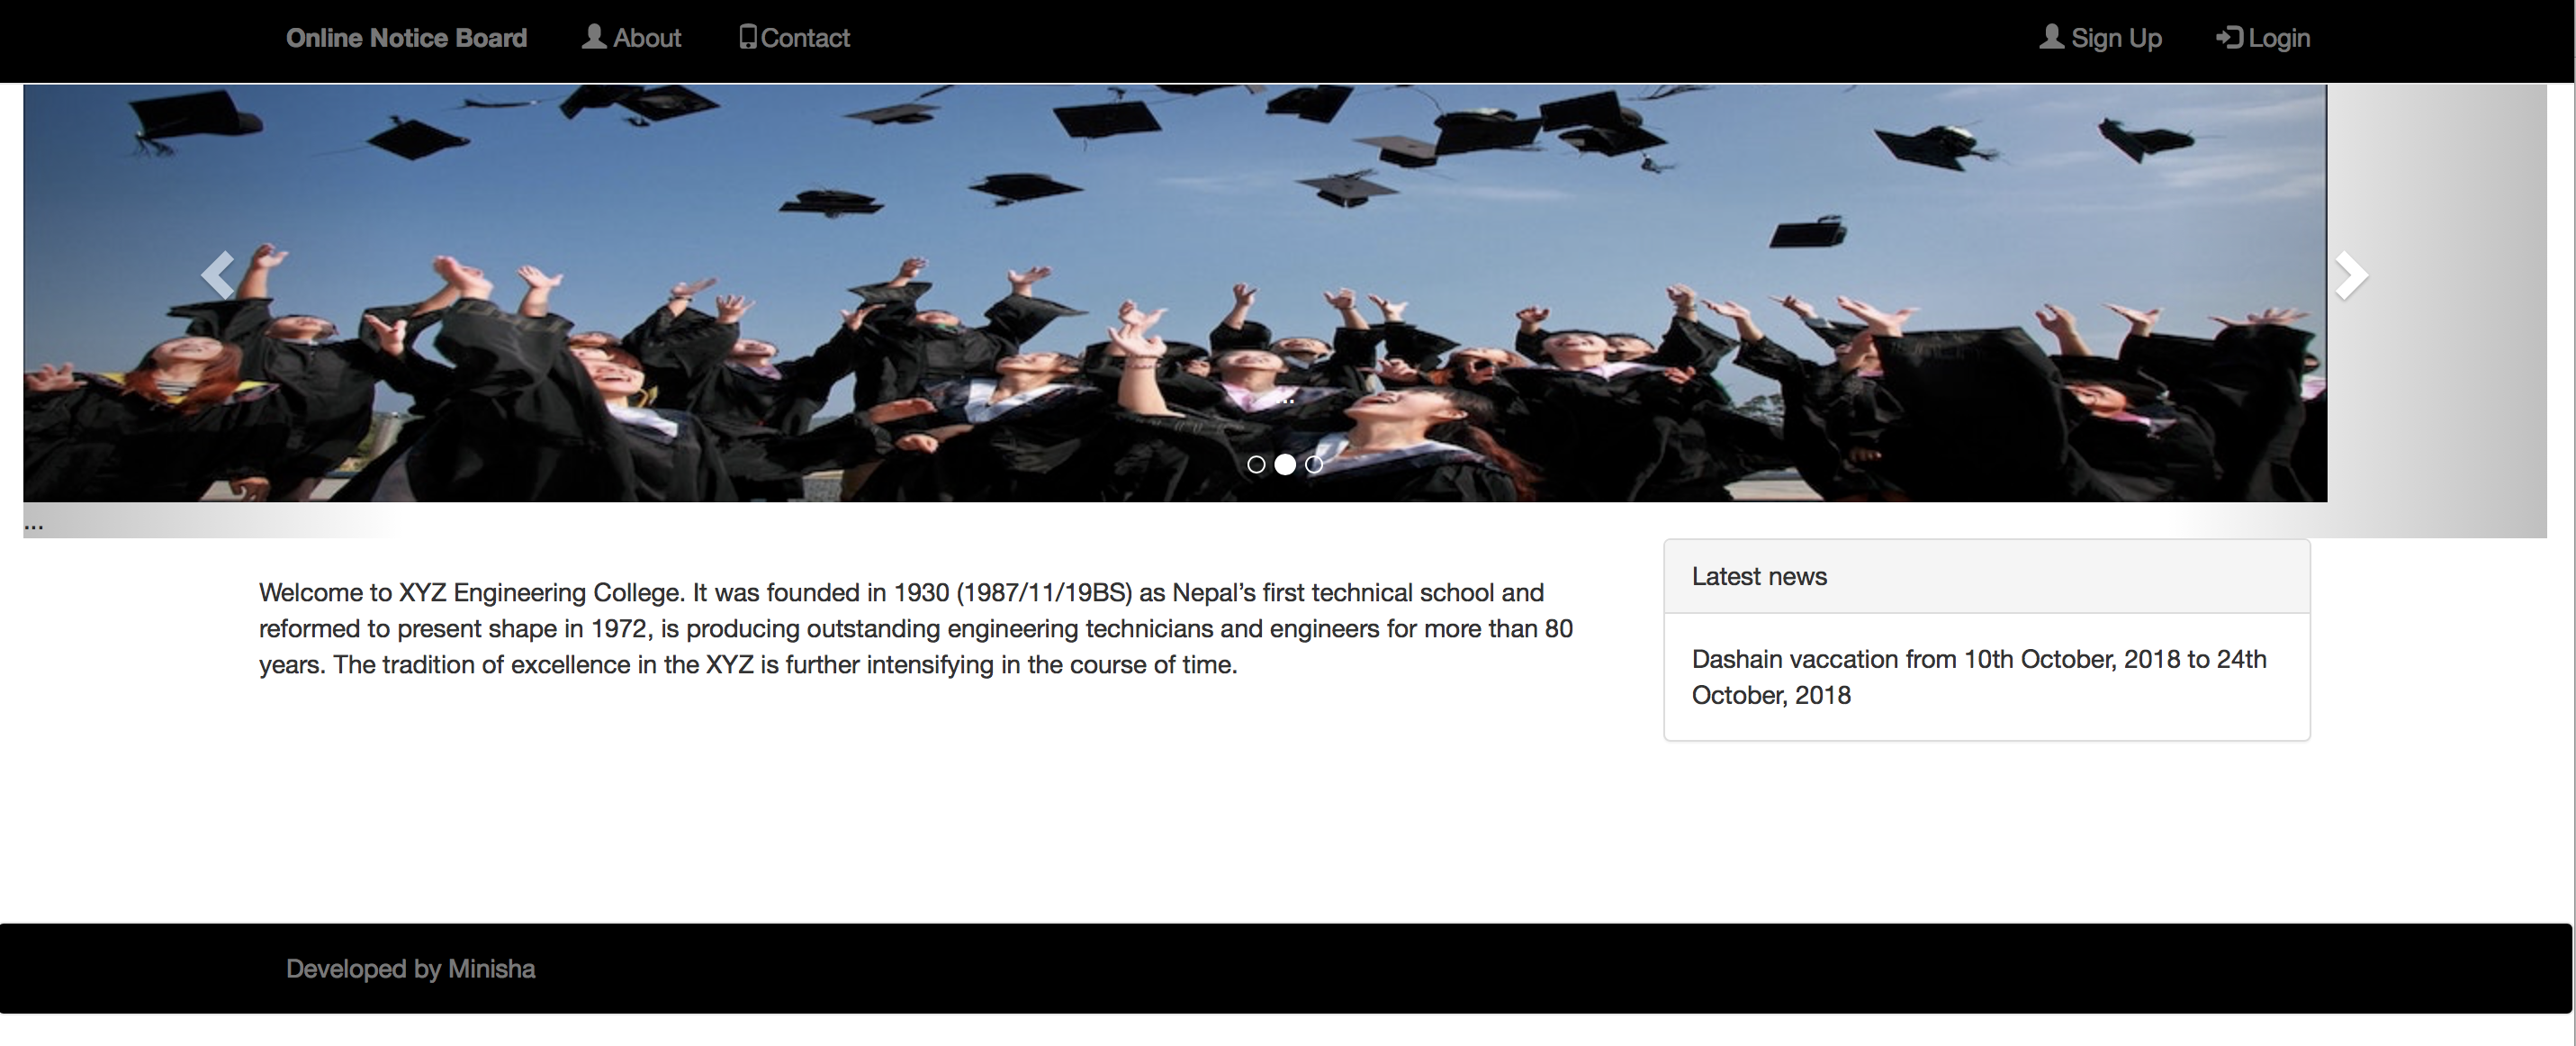 Online Notice Board About Contact Sign Up Login
...
...
Welcome to XYZ Engineering College. It was founded in 1930 (1987/11/19BS) as Nepal’s first technical school and
reformed to present shape in 1972, is producing outstanding engineering technicians and engineers for more than 80
years. The tradition of excellence in the XYZ is further intensifying in the course of time.
Latest news
Dashain vaccation from 10th October, 2018 to 24th
October, 2018
Developed by Minisha